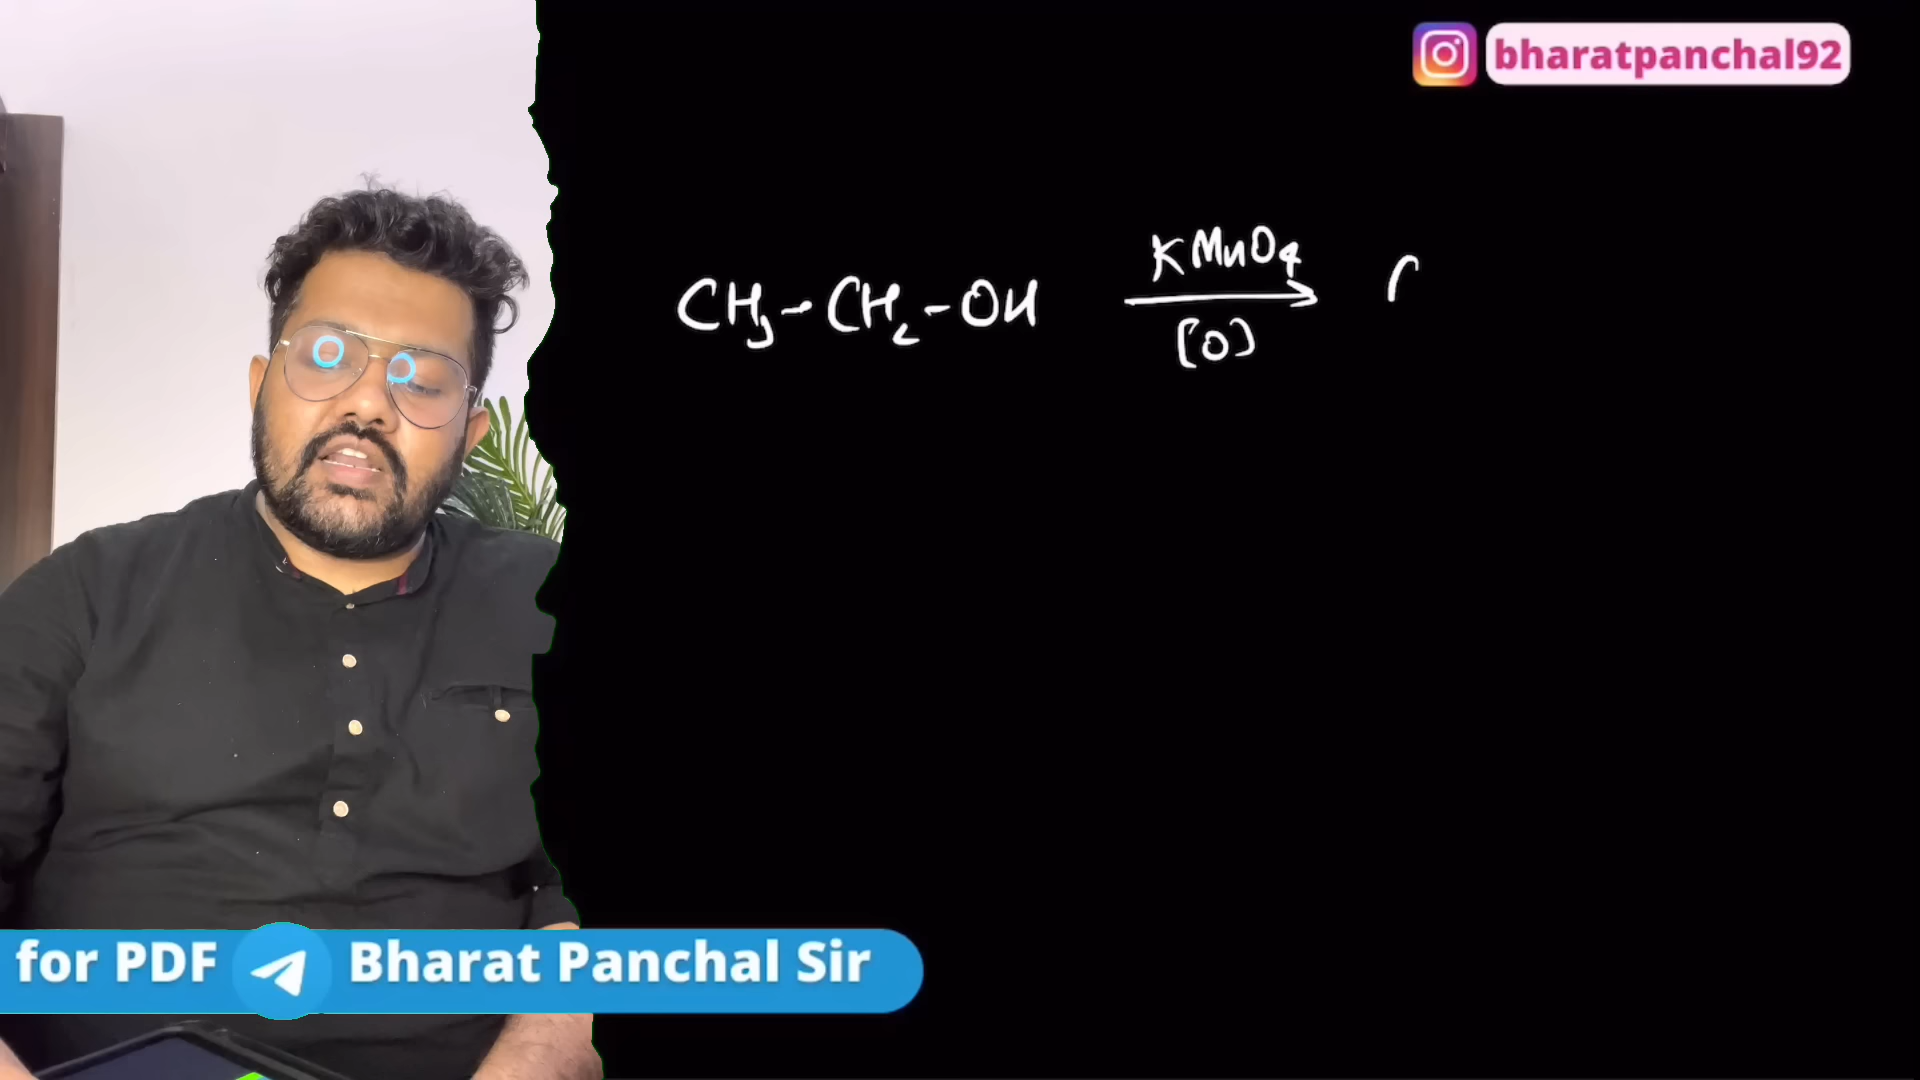 bharatpanchal92
KMnO4
CH3-CH2-OH
[O]
for PDF Bharat Panchal Sir